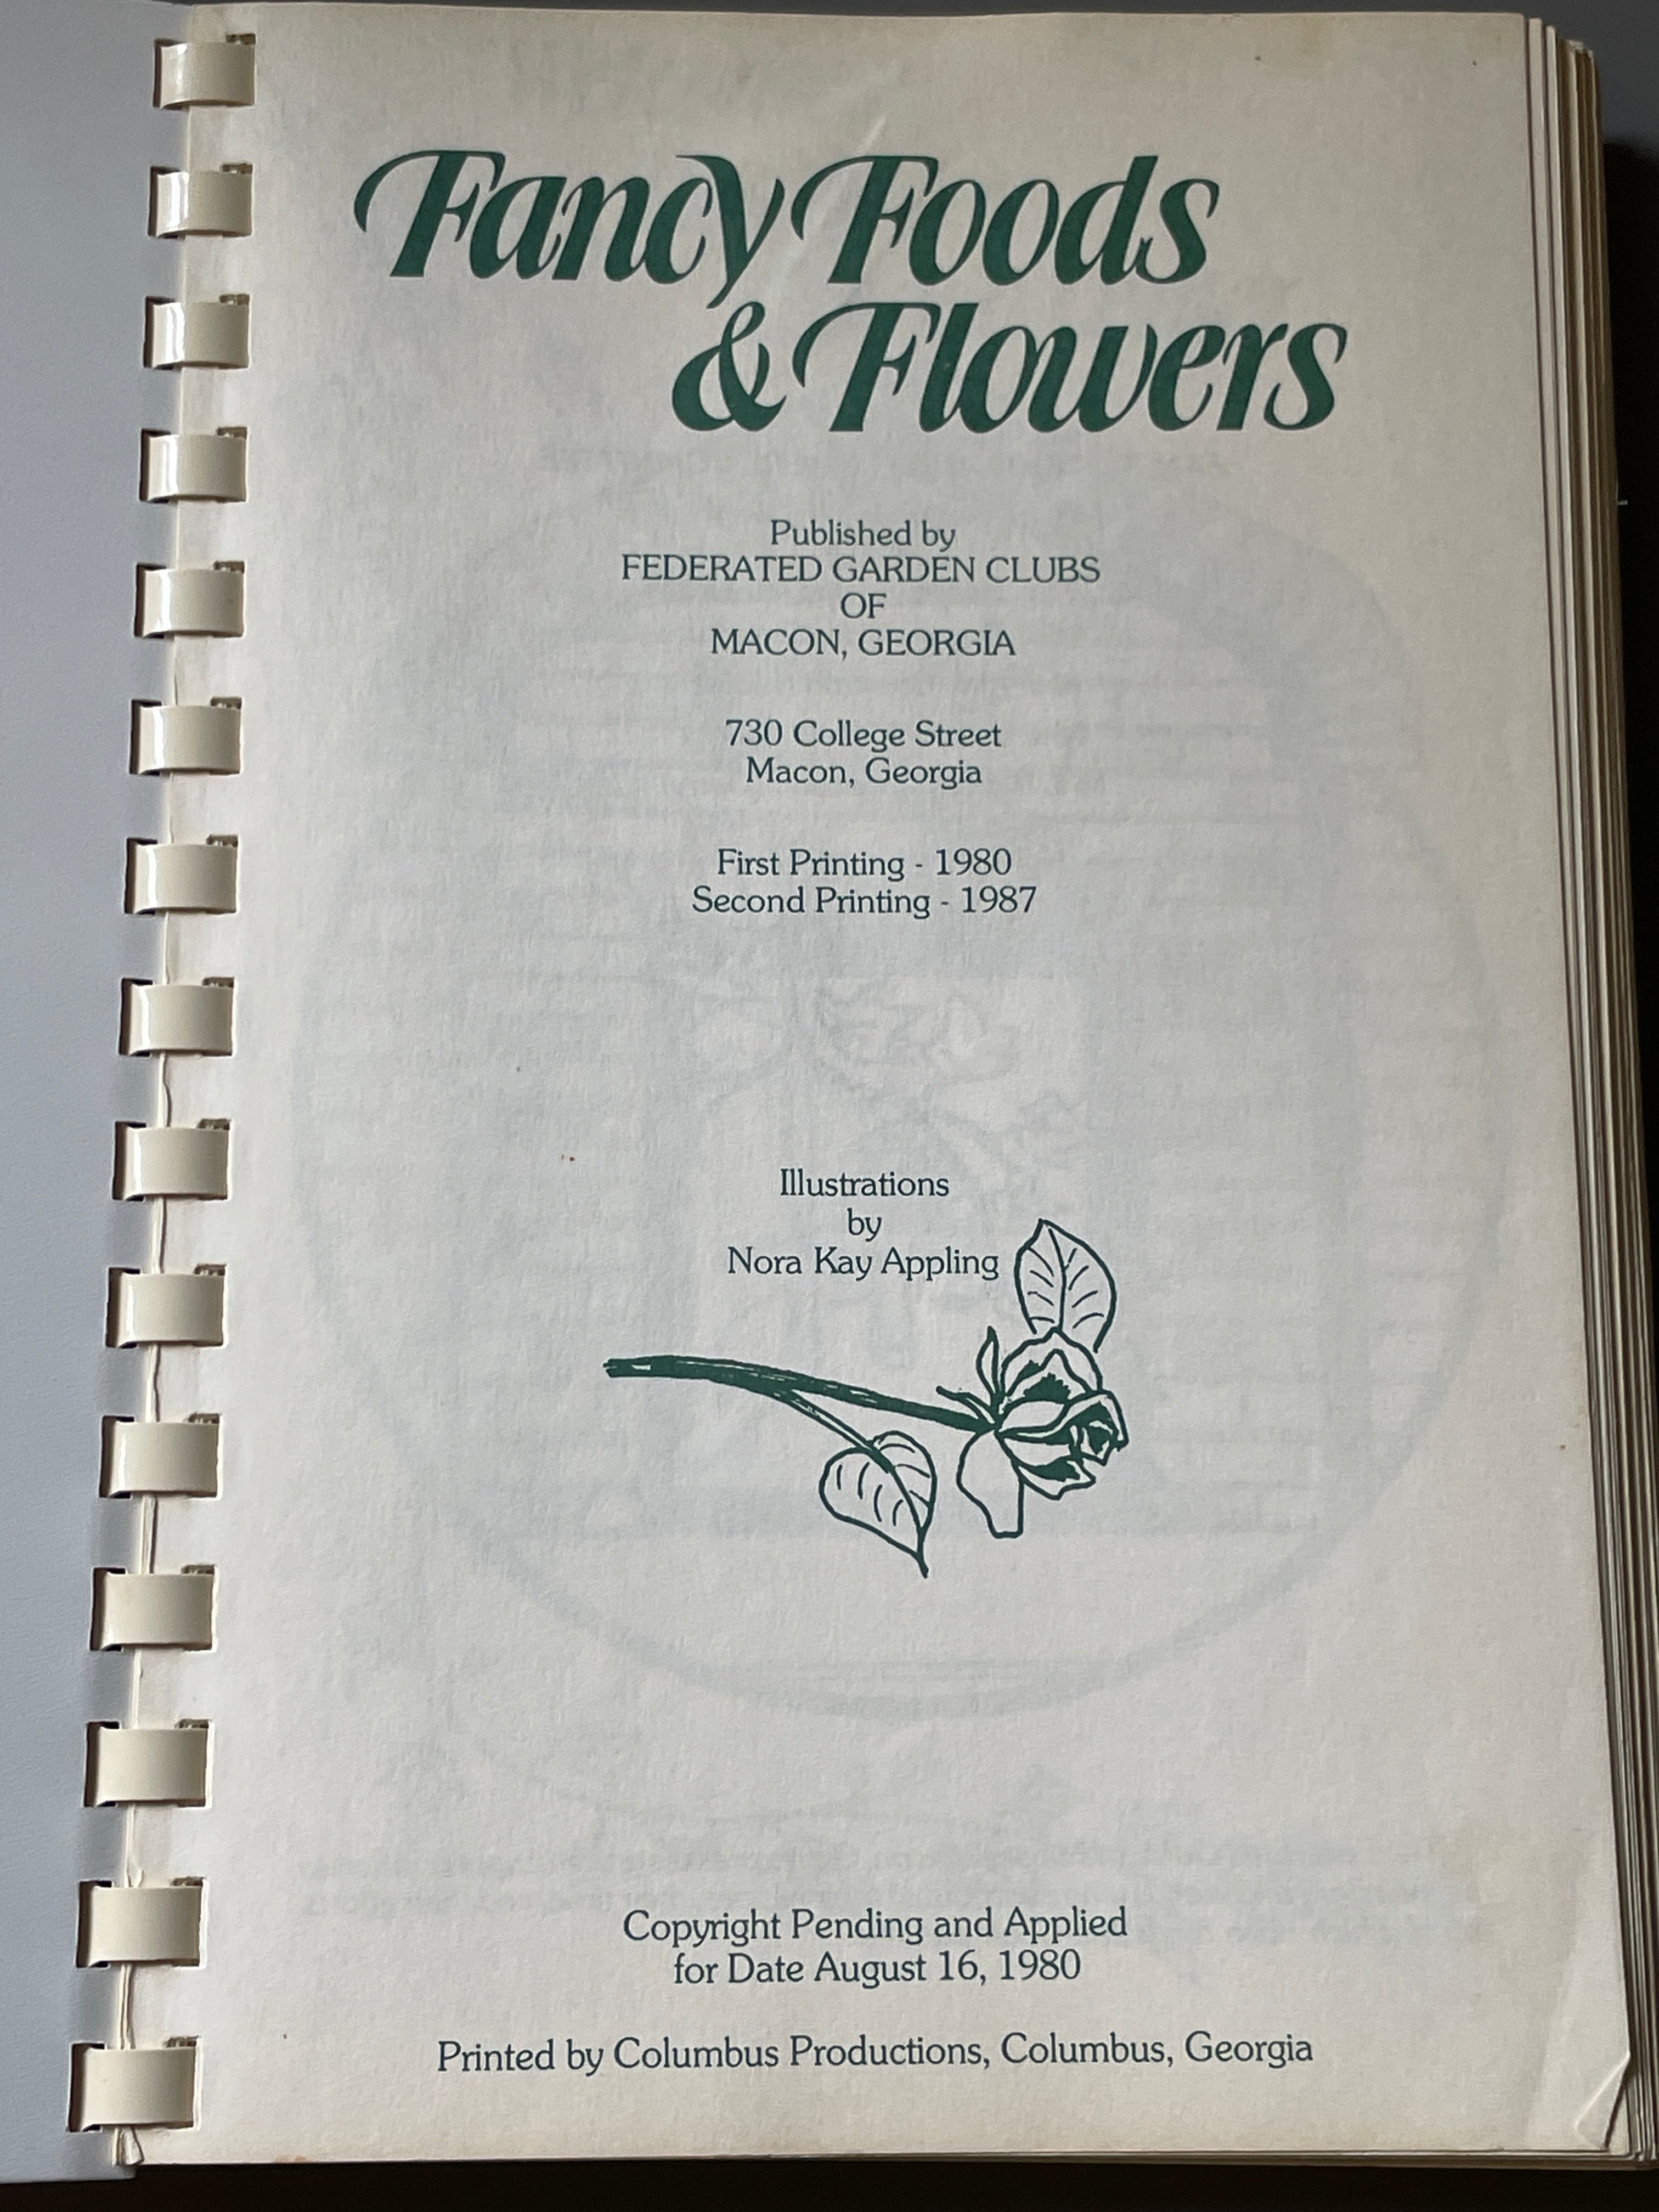 Fancy Foods
& Flowers
Published by
FEDERATED GARDEN CLUBS
OF
MACON, GEORGIA
730 College Street
Macon, Georgia
First Printing - 1980
Second Printing - 1987
Illustrations
by
Nora Kay Appling
Copyright Pending and Applied
for Date August 16, 1980
Printed by Columbus Productions, Columbus, Georgia